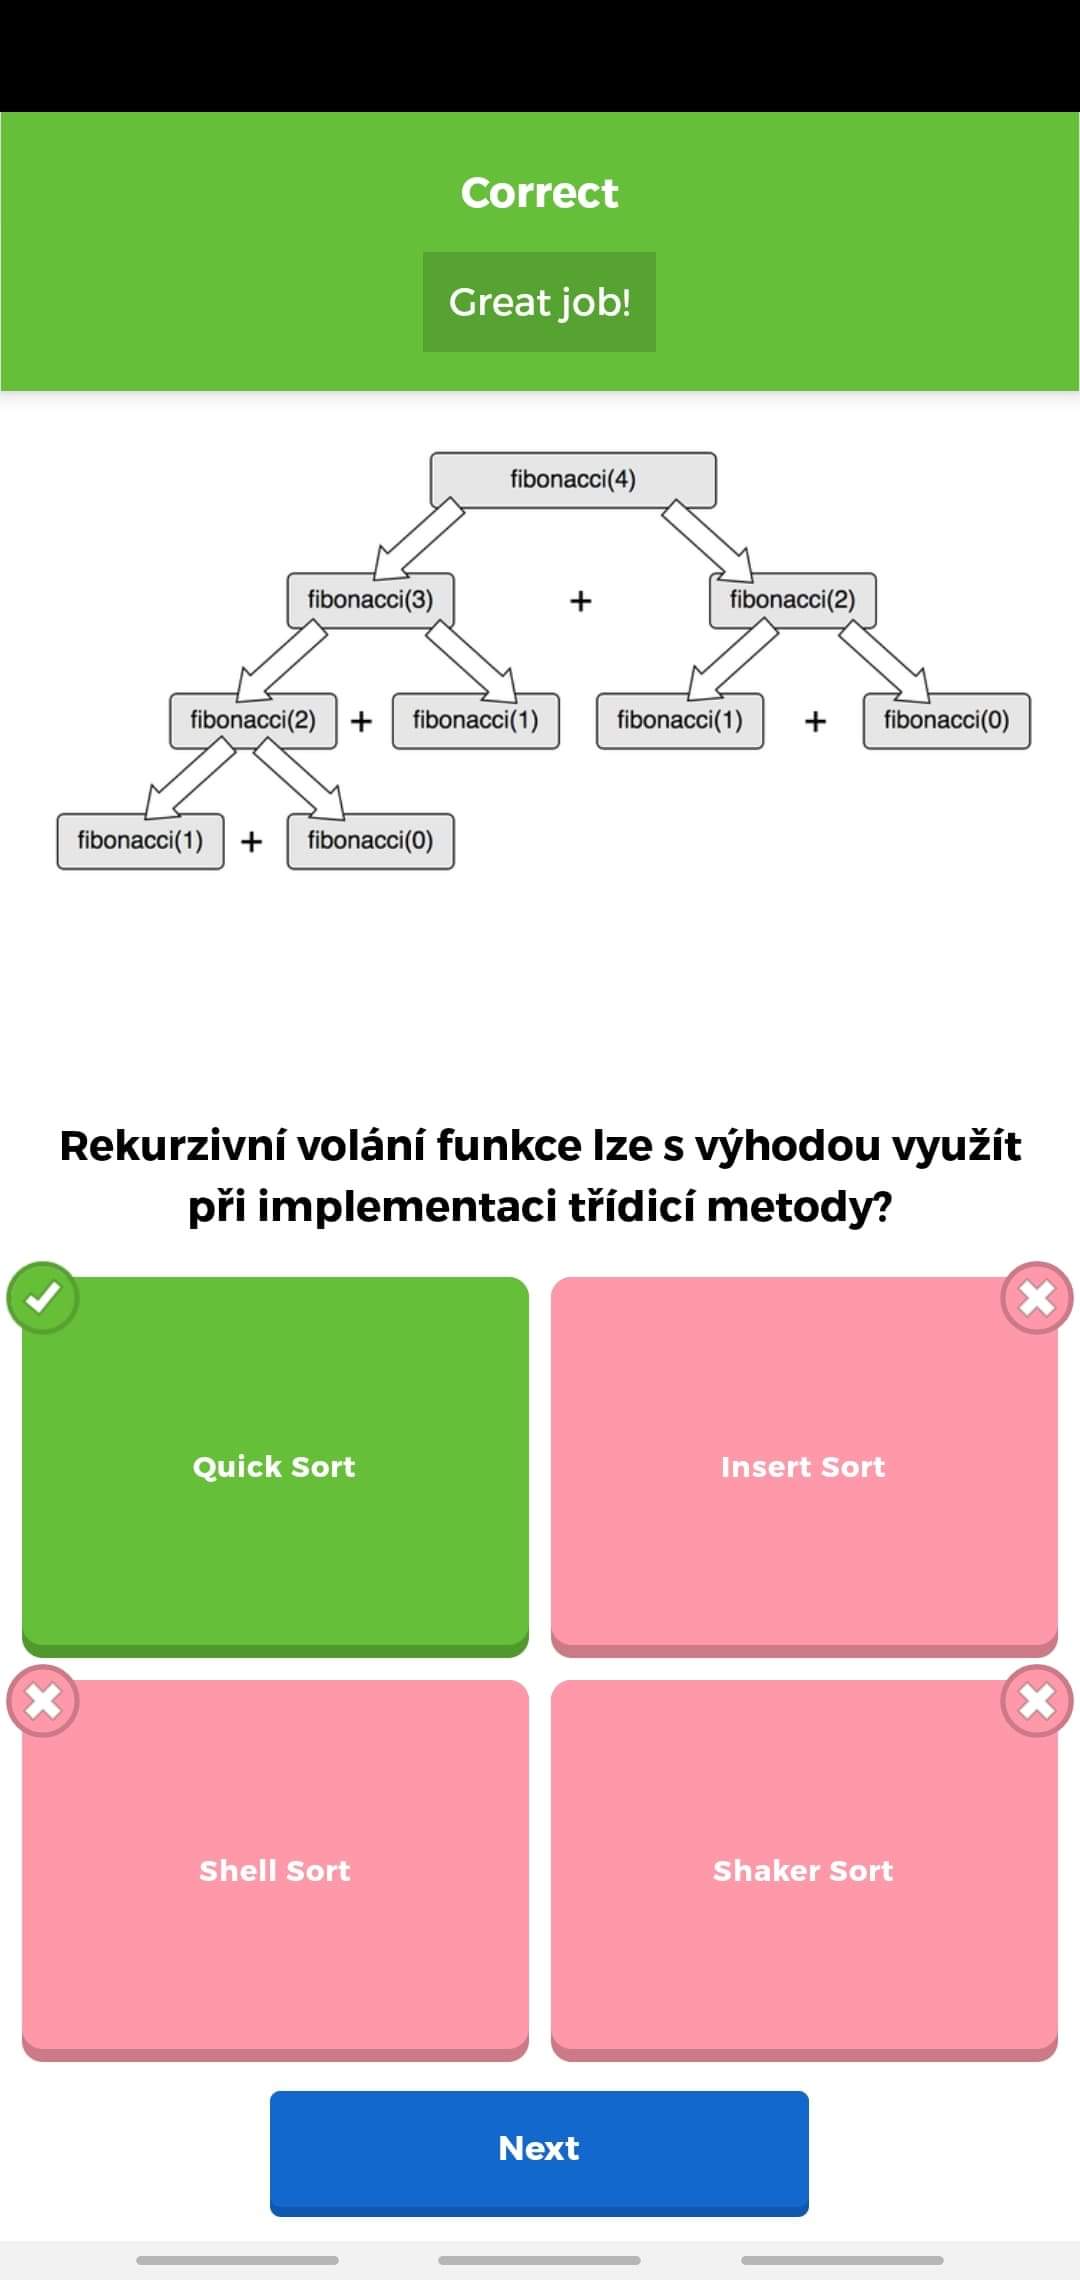 Correct
Great job!
fibonacci(4)
fibonacci(3) + fibonacci(2)
fibonacci(2) + fibonacci(1) fibonacci(1) + fibonacci(0)
fibonacci(1) + fibonacci(0)
Rekurzivní volání funkce lze s výhodou využít
při implementaci třídicí metody?
Quick Sort
Insert Sort
Shell Sort
Shaker Sort
Next